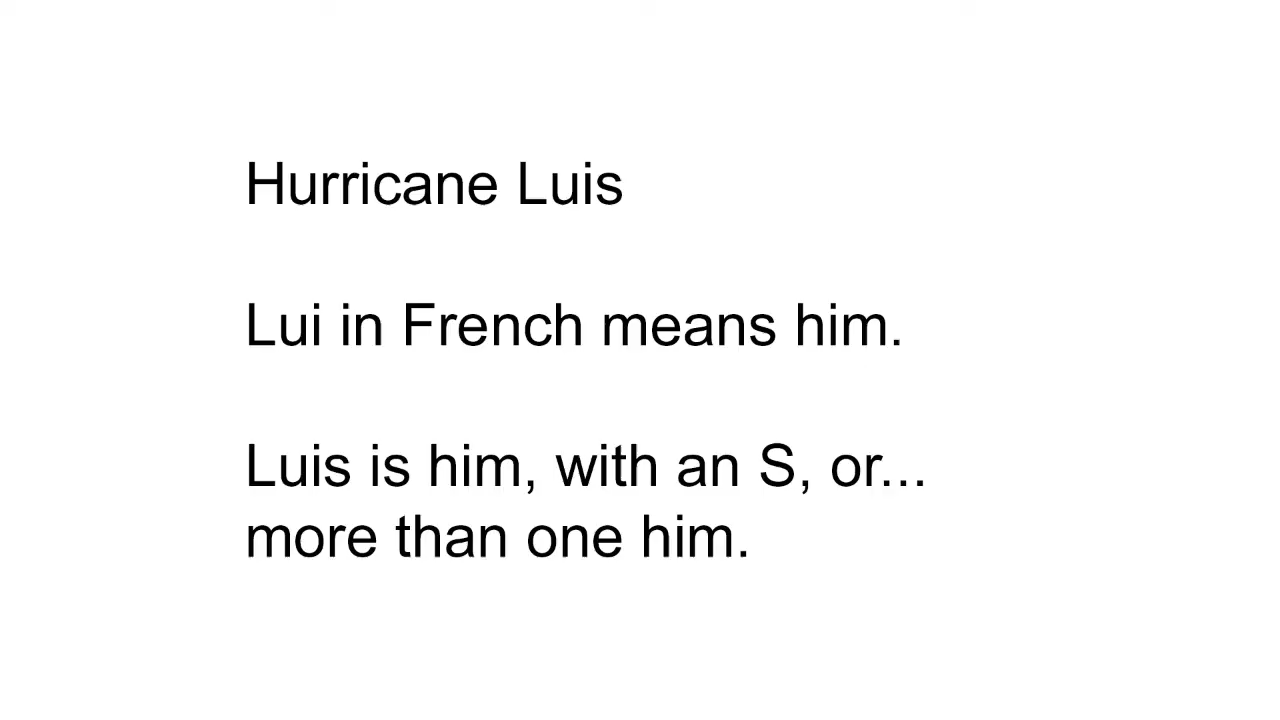 Hurricane Luis
Lui in French means him.
Luis is him, with an S, or...
more than one him.